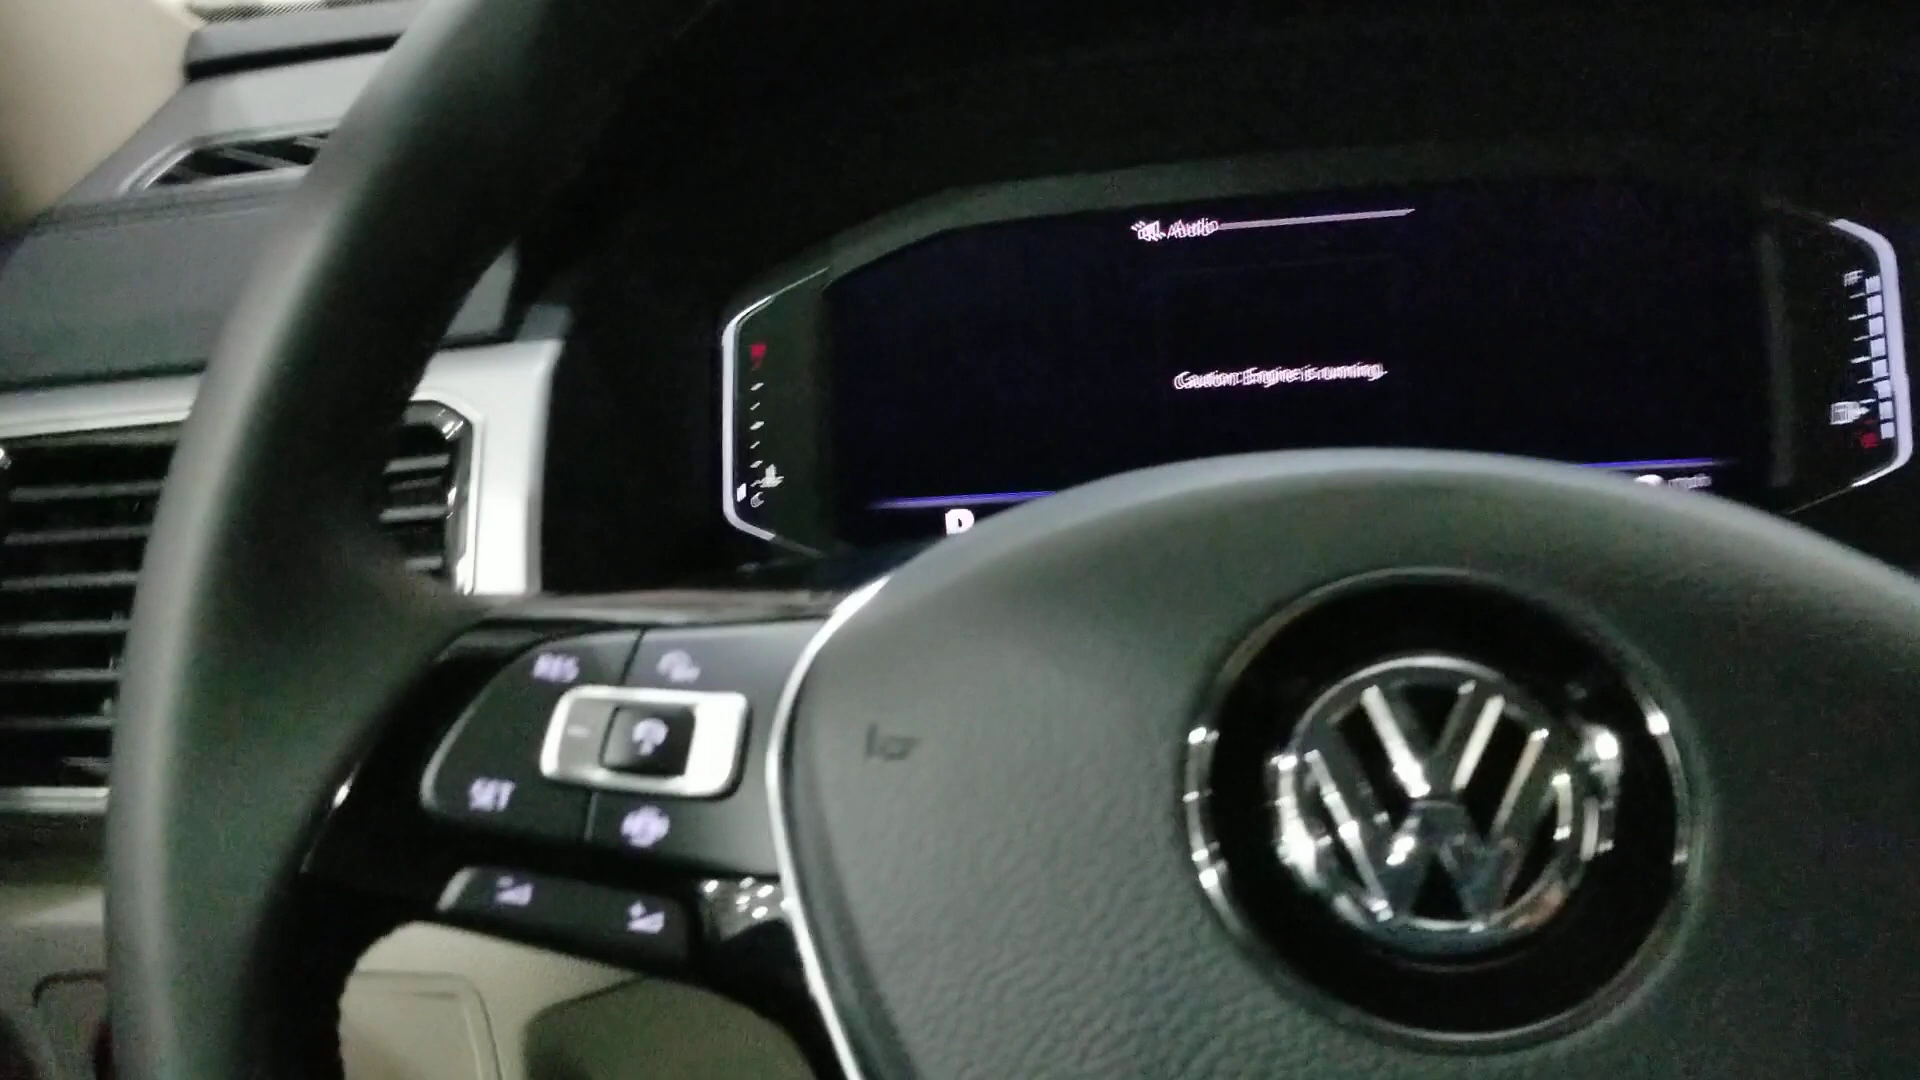 Audio
Caution: Engine is running.
P
RES
SET